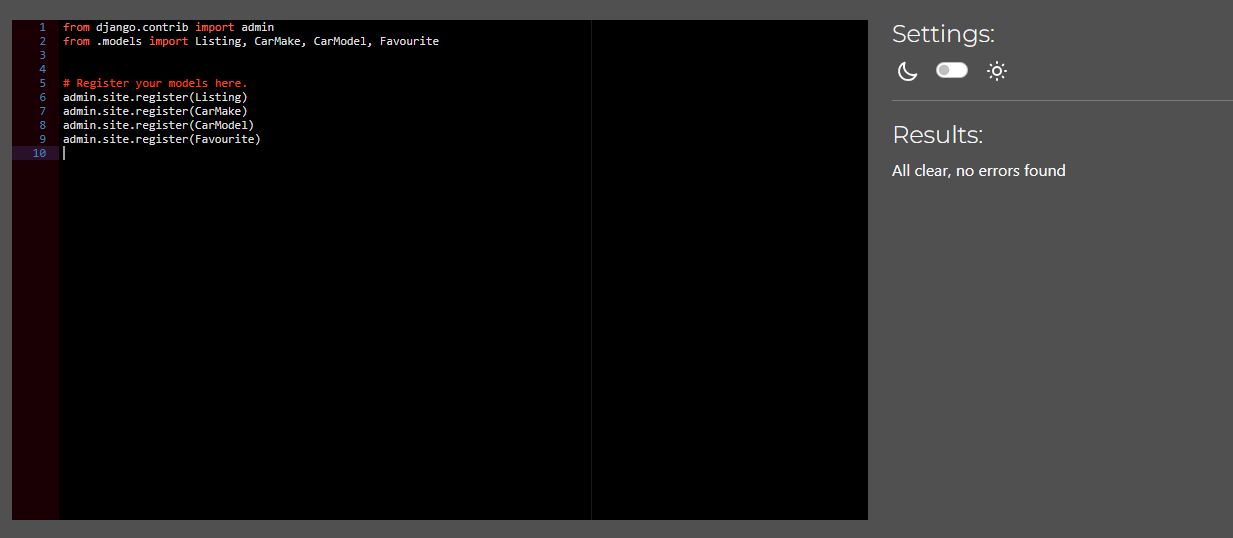 1 from django.contrib import admin
2 from .models import Listing, CarMake, CarModel, Favourite
3
4
5 # Register your models here.
6 admin.site.register(Listing)
7 admin.site.register(CarMake)
8 admin.site.register(CarModel)
9 admin.site.register(Favourite)
10
Settings:
Results:
All clear, no errors found